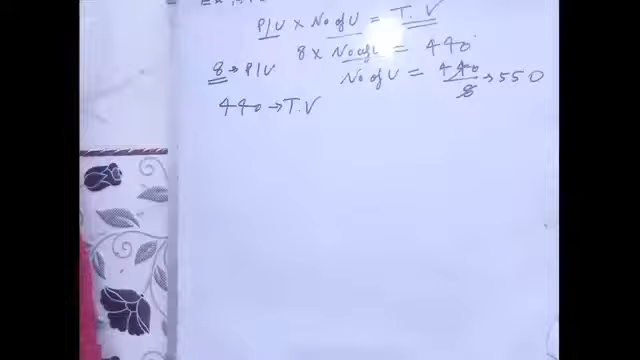 P/U × No of U = T.V
8 × No of U = 440
8 → P/U
No of U = 440/8 → 550
440 → T.V